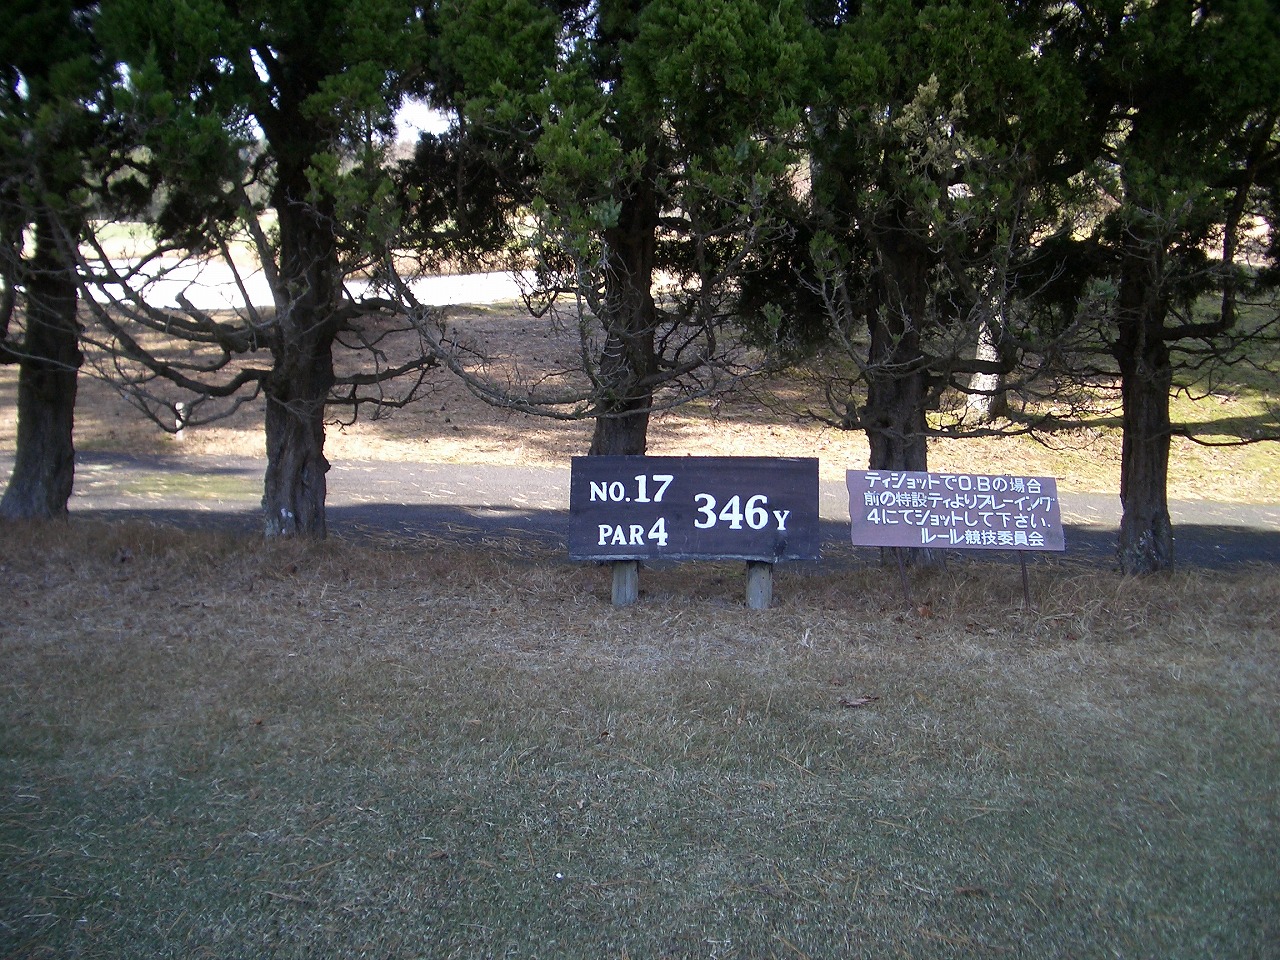 NO.17
PAR4
346Y
ティショットでO.Bの場合
前の特設ティよりプレーイング
4にてショットして下さい.
ルール競技委員会